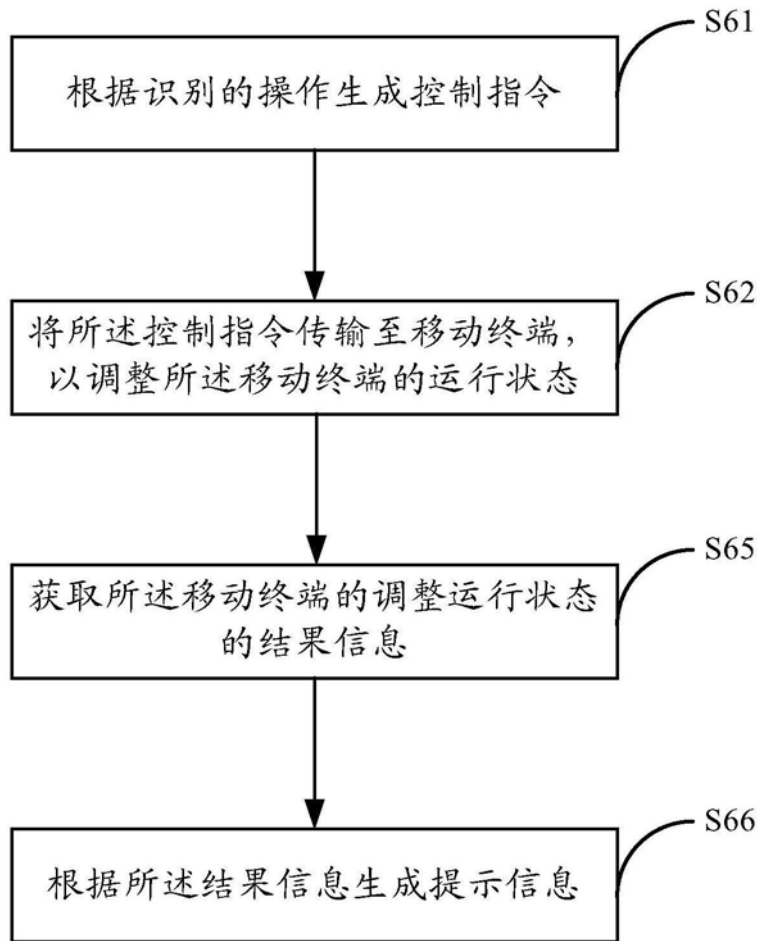 S61
根据识别的操作生成控制指令
S62
将所述控制指令传输至移动终端，
以调整所述移动终端的运行状态
S65
获取所述移动终端的调整运行状态
的结果信息
S66
根据所述结果信息生成提示信息